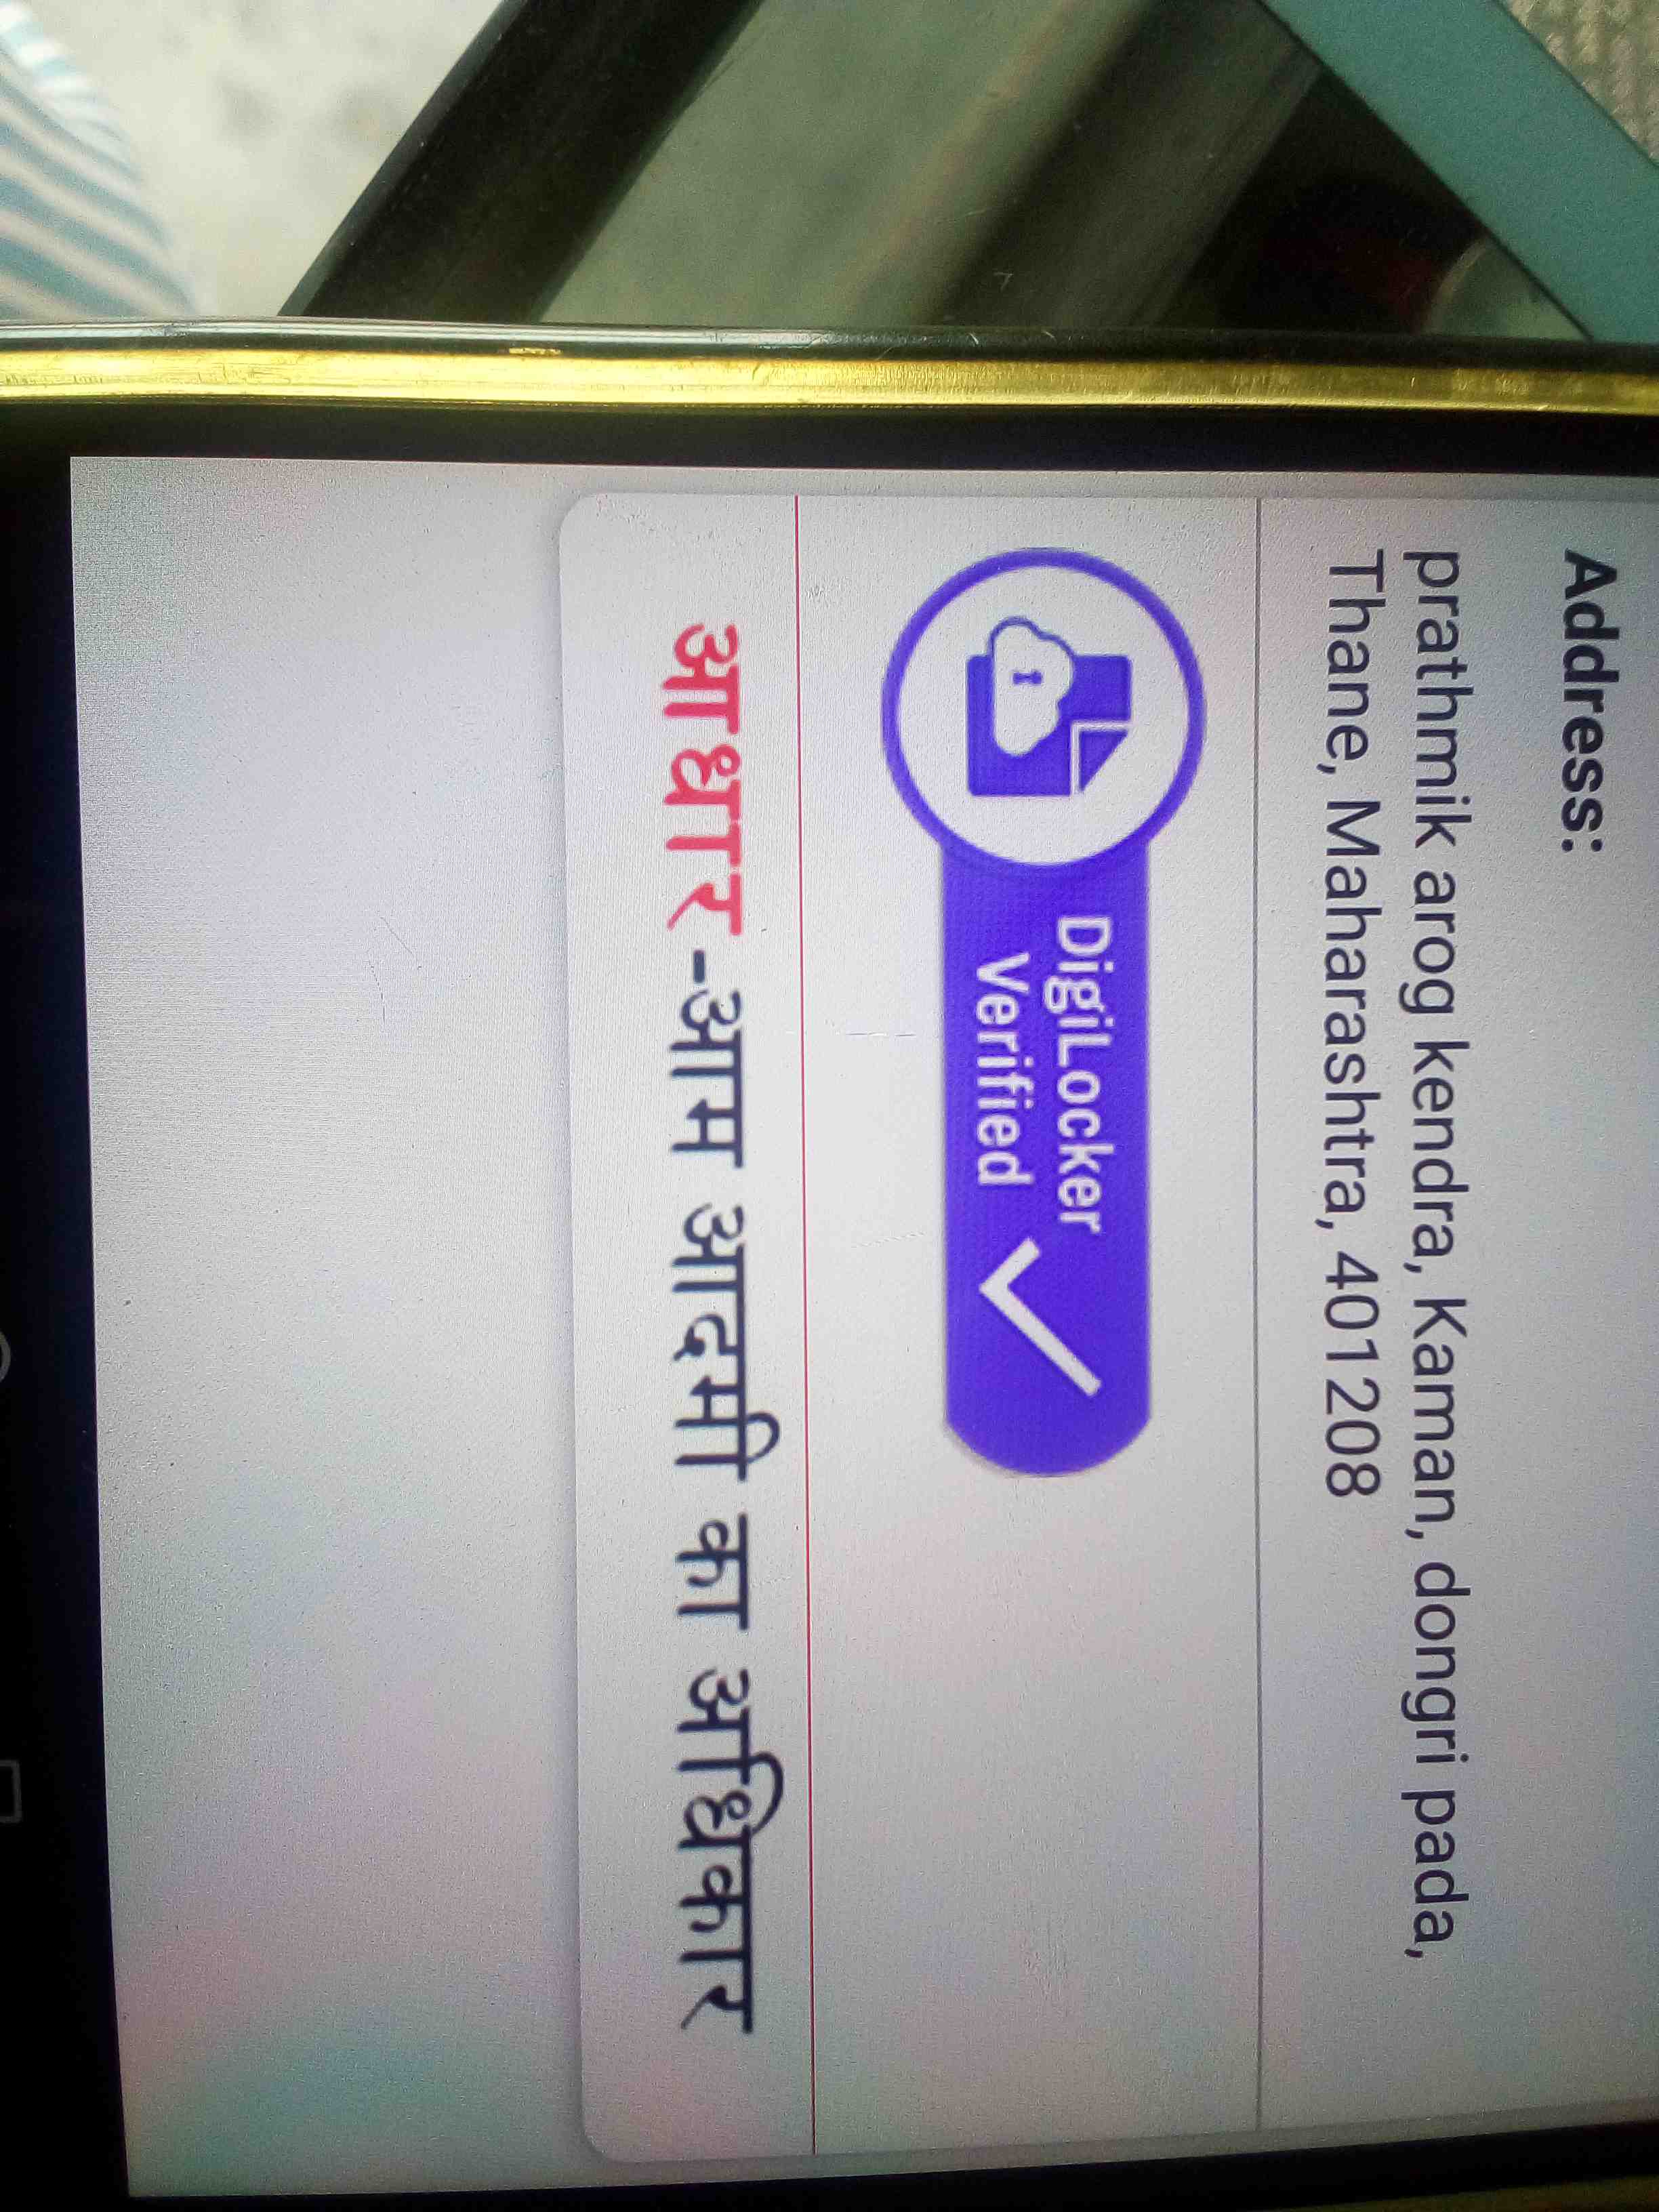 Address:
prathmik arog kendra, Kaman, dongri pada,
Thane, Maharashtra, 401208
DigiLocker
Verified
आधार-आम आदमी का अधिकार